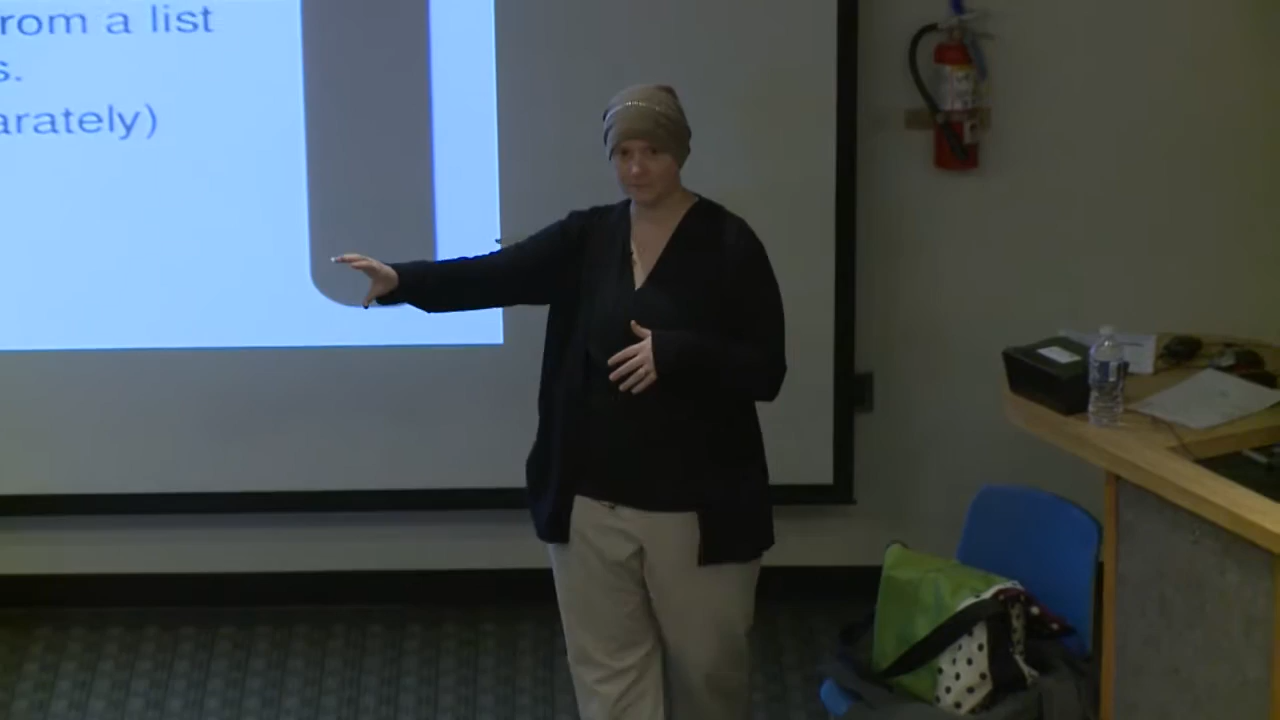 rom a list
s.
arately)